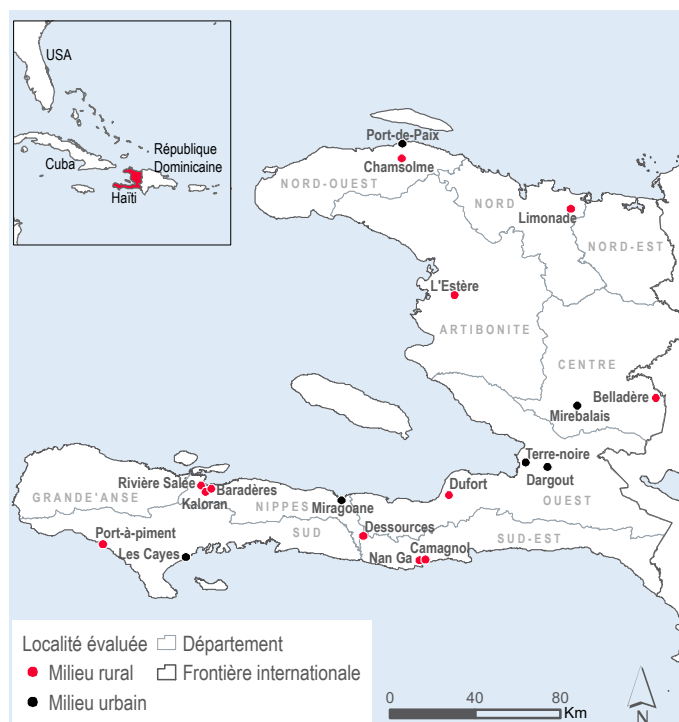 USA
Cuba
République
Dominicaine
Haïti
Port-de-Paix
Chamsolme
NORD-OUEST
NORD
Limonade
NORD-EST
L'Estère
ARTIBONITE
CENTRE
Belladère
Mirebalais
Terre-noire
Dargout
Rivière Salée
Baradères
Kaloran
GRANDE'ANSE
NIPPES
Miragoane
Dufort
OUEST
Dessources
SUD
SUD-EST
Port-à-piment
Les Cayes
Nan Ga
Camagnol
Localité évaluée
Département
Milieu rural
Frontière internationale
Milieu urbain
0 40 80
Km
N